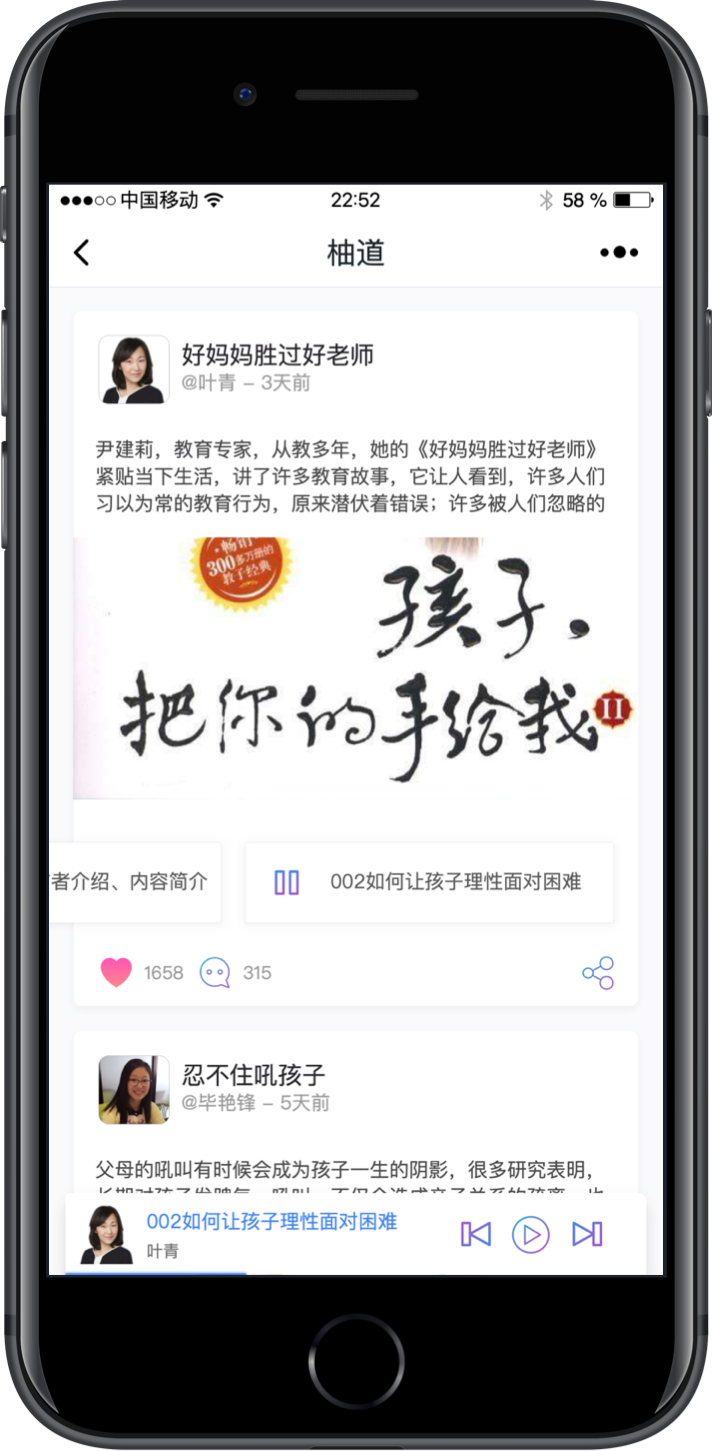 中国移动
22:52
58 %
柚道
好妈妈胜过好老师
@叶青 – 3天前
尹建莉，教育专家，从教多年，她的《好妈妈胜过好老师》
紧贴当下生活，讲了许多教育故事，它让人看到，许多人们
习以为常的教育行为，原来潜伏着错误；许多被人们忽略的
畅销
300多万册的
教子经典
孩子，
把你的手给我
II
者介绍、内容简介
002如何让孩子理性面对困难
1658
315
忍不住吼孩子
@毕艳锋 – 5天前
父母的吼叫有时候会成为孩子一生的阴影，很多研究表明，
002如何让孩子理性面对困难
叶青